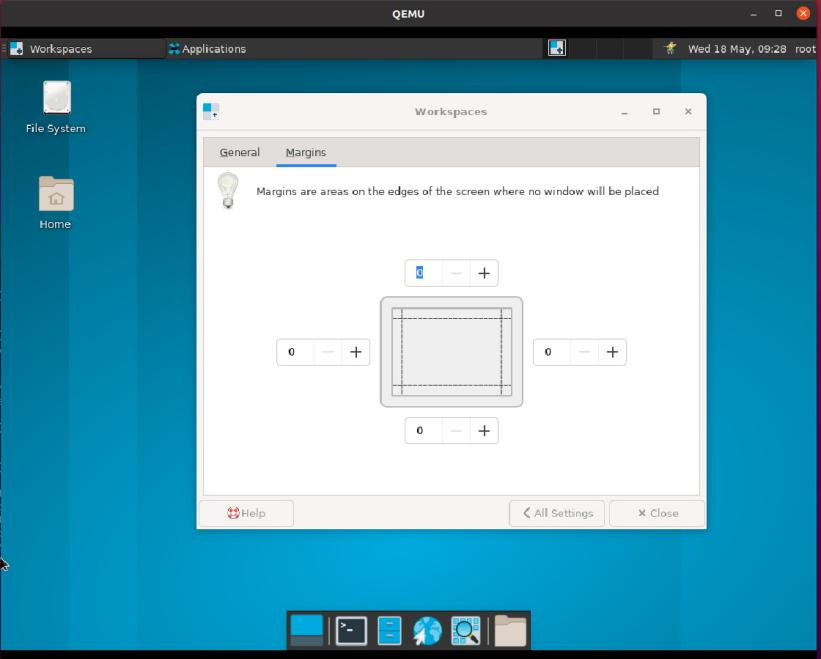 QEMU
Workspaces
Applications
Wed 18 May, 09:28 root
File System
Home
Workspaces
General
Margins
Margins are areas on the edges of the screen where no window will be placed
0
0
0
0
Help
All Settings
Close